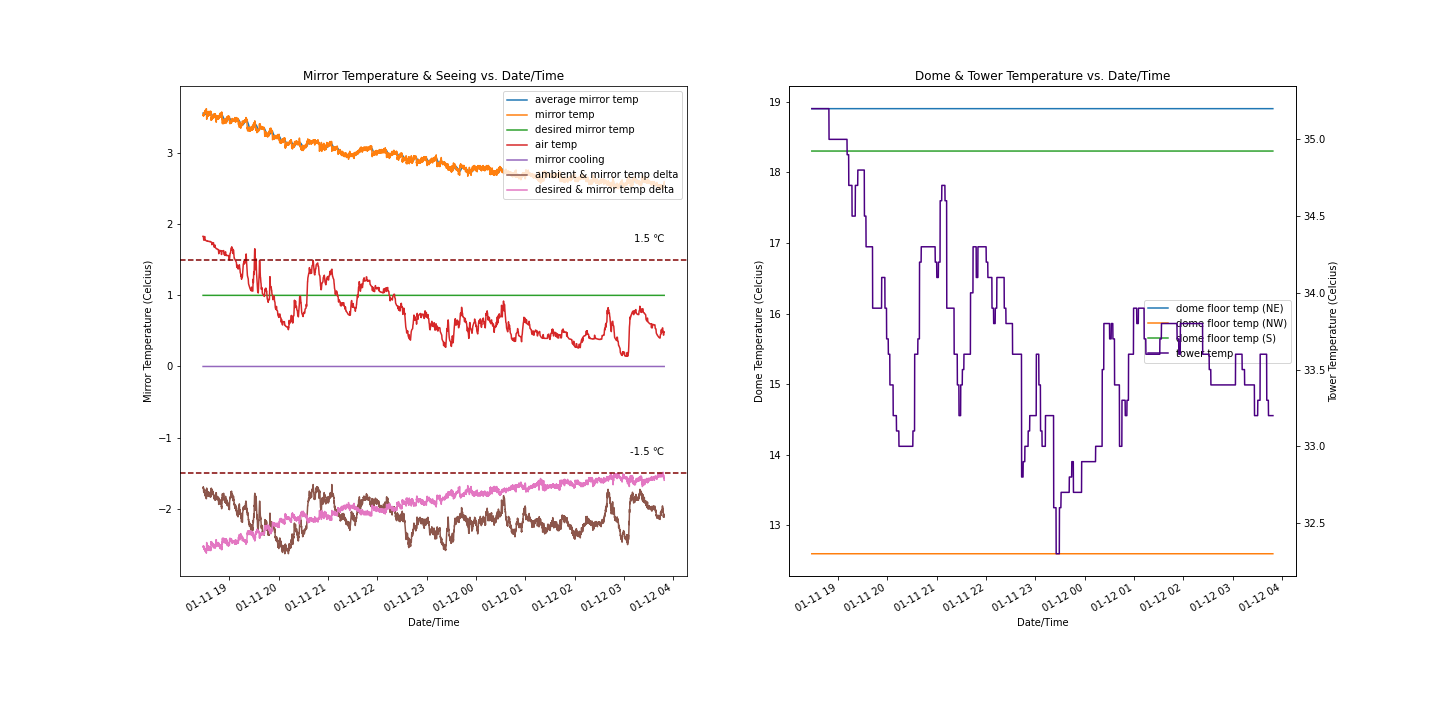 Mirror Temperature & Seeing vs. Date/Time
average mirror temp
mirror temp
desired mirror temp
air temp
mirror cooling
ambient & mirror temp delta
desired & mirror temp delta
1.5 °C
-1.5 °C
3
2
1
0
−1
−2
Mirror Temperature (Celcius)
01-11 19
01-11 20
01-11 21
01-11 22
01-11 23
01-12 00
01-12 01
01-12 02
01-12 03
01-12 04
Date/Time
Dome & Tower Temperature vs. Date/Time
19
18
17
16
15
14
13
Dome Temperature (Celcius)
dome floor temp (NE)
dome floor temp (NW)
dome floor temp (S)
tower temp
35.0
34.5
34.0
33.5
33.0
32.5
Tower Temperature (Celcius)
01-11 19
01-11 20
01-11 21
01-11 22
01-11 23
01-12 00
01-12 01
01-12 02
01-12 03
01-12 04
Date/Time